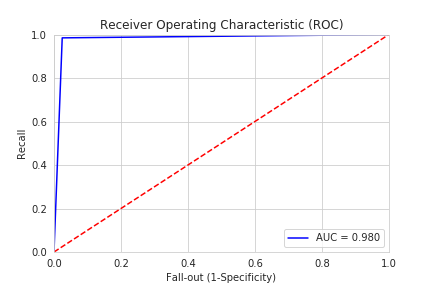 Receiver Operating Characteristic (ROC)
Recall
1.0
0.8
0.6
0.4
0.2
0.0
0.0 0.2 0.4 0.6 0.8 1.0
AUC = 0.980
Fall-out (1-Specificity)